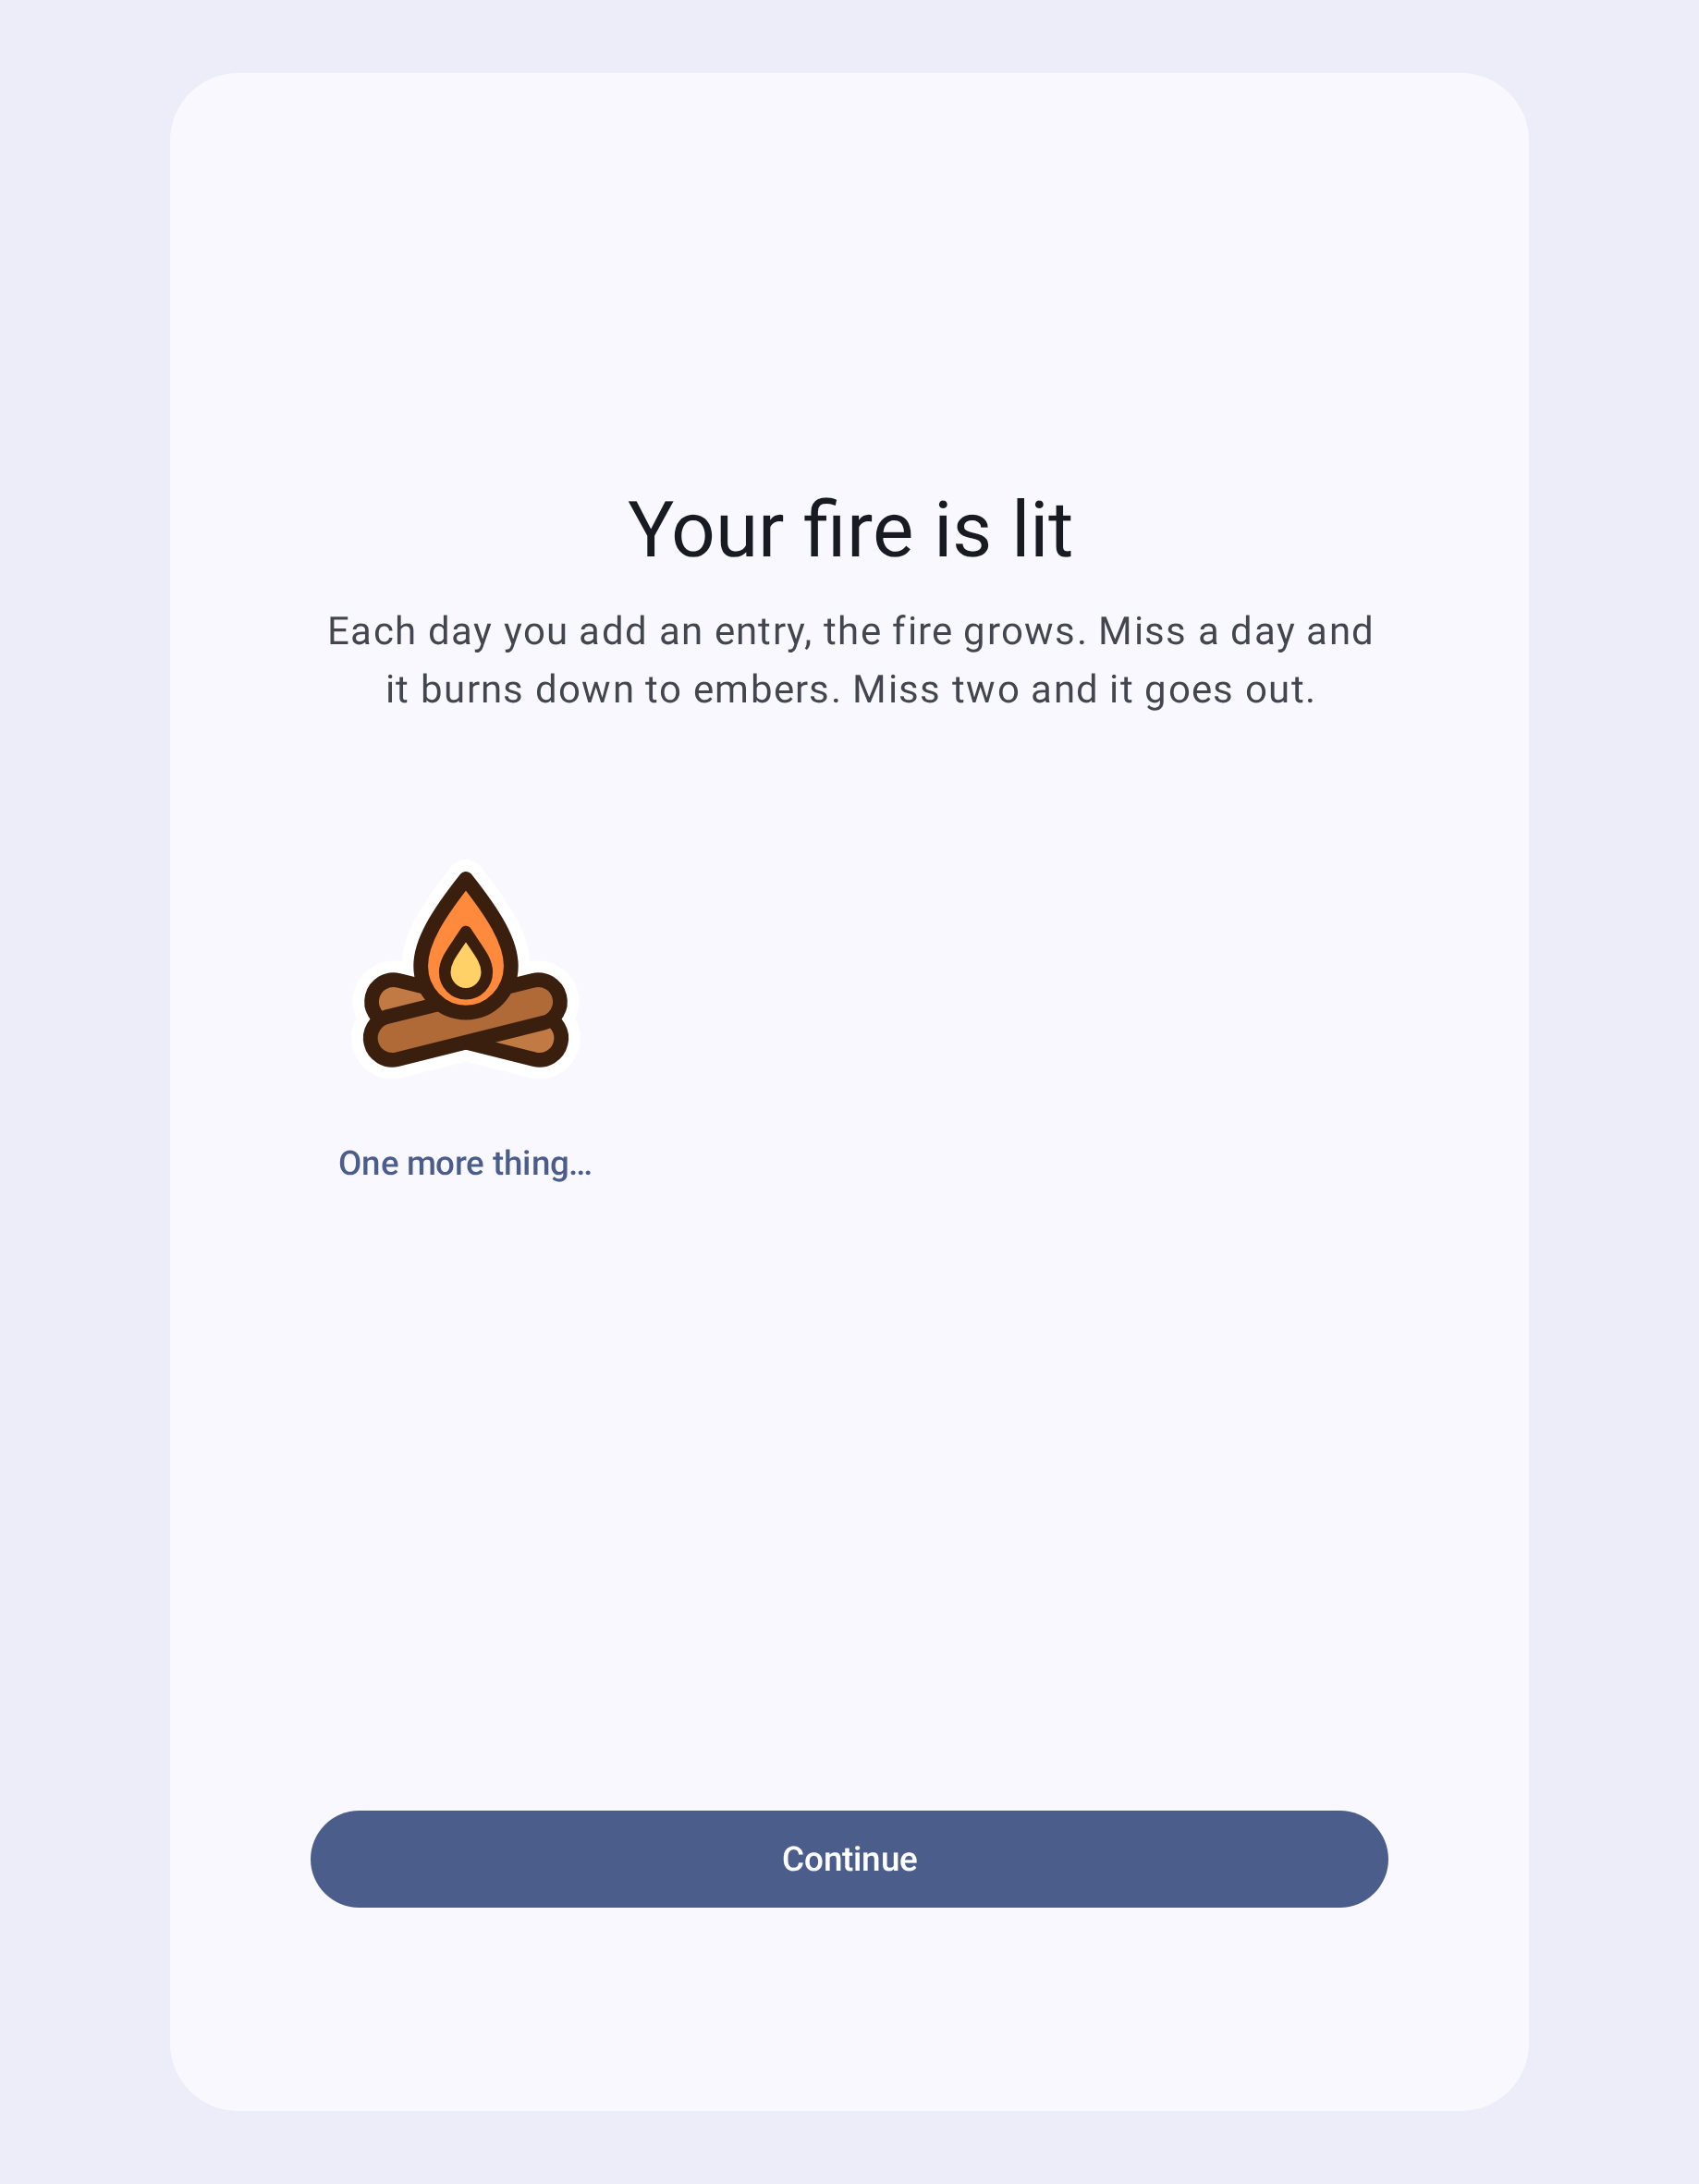 Your fire is lit
Each day you add an entry, the fire grows. Miss a day and
it burns down to embers. Miss two and it goes out.
One more thing...
Continue